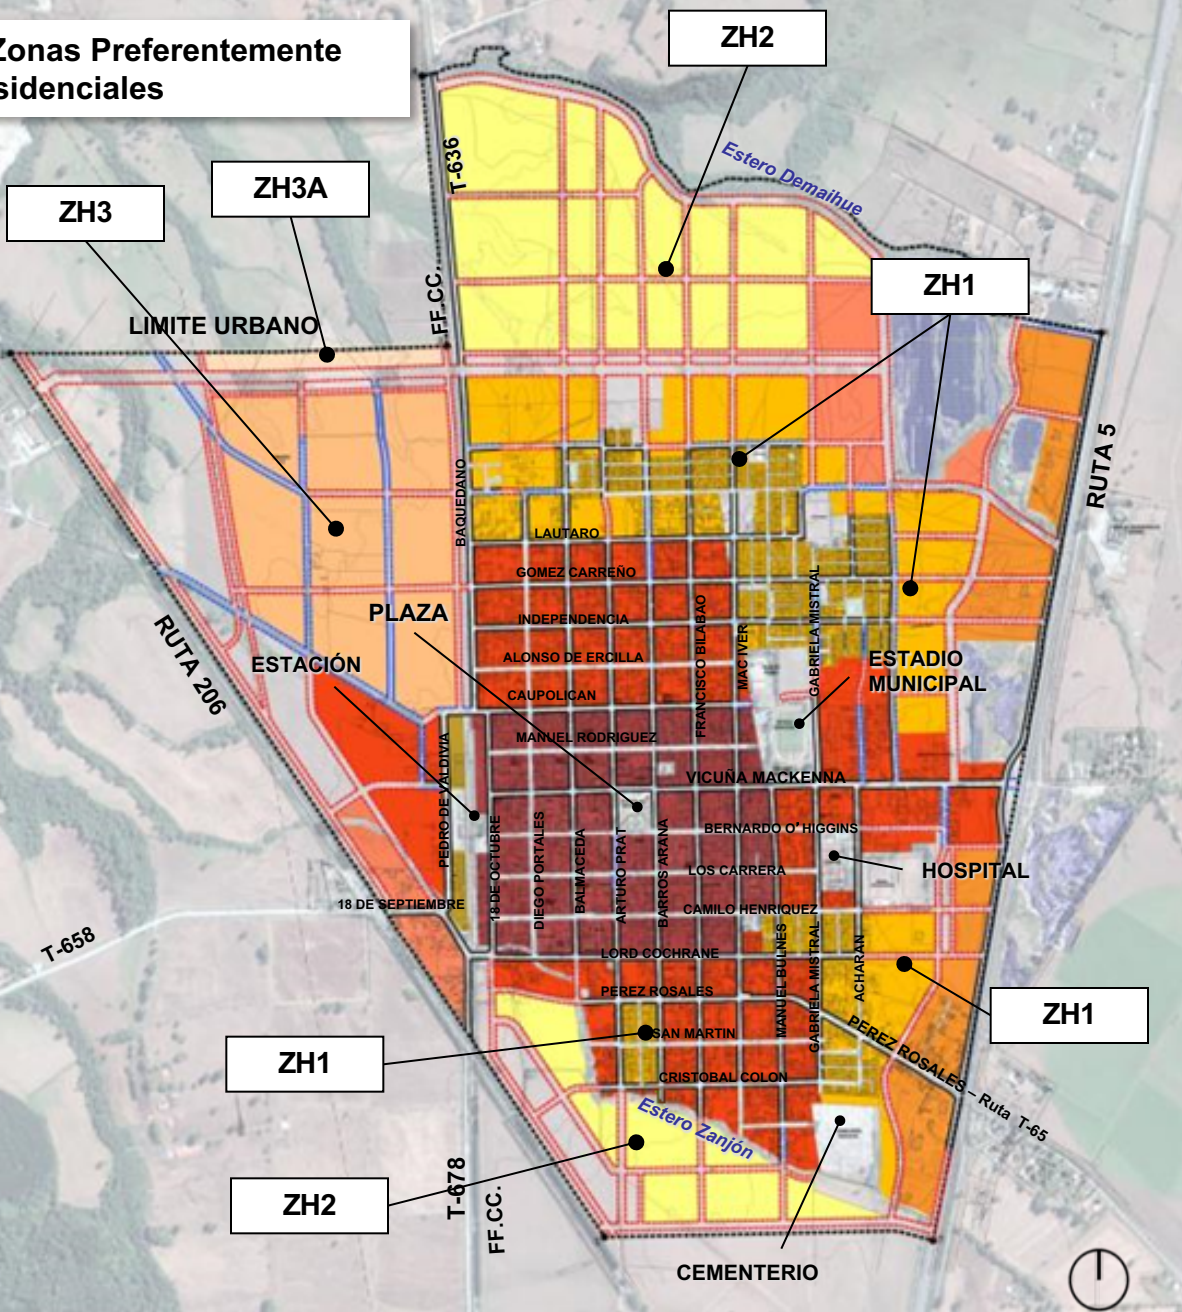 Zonas Preferentemente
sidenciales
ZH2
ZH3A
ZH3
T-636
Estero Demaihue
ZH1
FF.CC.
LIMITE URBANO
RUTA 5
BAQUEDANO
LAUTARO
GOMEZ CARREÑO
INDEPENDENCIA
ALONSO DE ERCILLA
CAUPOLICAN
FRANCISCO BILABAO
MAC IVER
GABRIELA MISTRAL
PLAZA
ESTACIÓN
RUTA 206
ESTADIO
MUNICIPAL
MANUEL RODRIGUEZ
VICUÑA MACKENNA
PEDRO DE VALDIVIA
18 DE OCTUBRE
DIEGO PORTALES
BALMACEDA
ARTURO PRAT
BARROS ARANA
BERNARDO O'HIGGINS
LOS CARRERA
HOSPITAL
18 DE SEPTIEMBRE
CAMILO HENRIQUEZ
T-658
LORD COCHRANE
MANUEL BULNES
GABRIELA MISTRAL
ACHARAN
PEREZ ROSALES
SAN MARTIN
CRISTOBAL COLON
ZH1
ZH1
PEREZ ROSALES – Ruta T-65
Estero Zanjón
ZH2
T-678
FF.CC.
CEMENTERIO